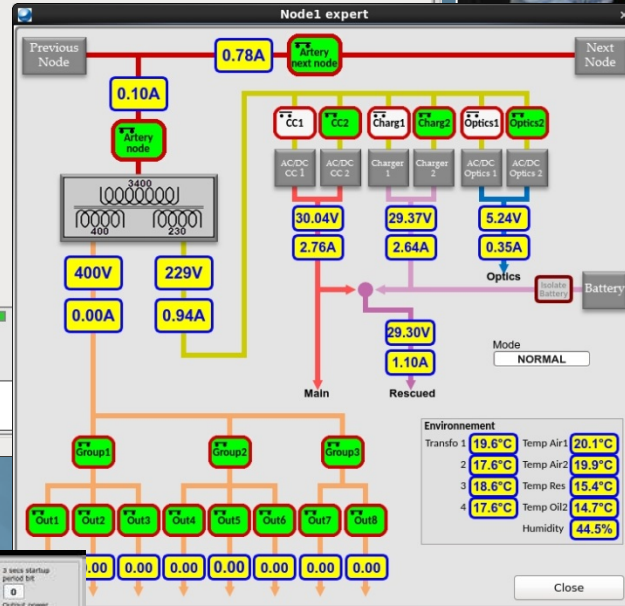 Node1 expert
Previous
Node
0.78A
Artery
next node
Next
Node
0.10A
Artery
node
CC1
CC2
Charg1
Charg2
Optics1
Optics2
AC/DC
CC 1
AC/DC
CC 2
Charger
1
Charger
2
AC/DC
Optics 1
AC/DC
Optics 2
3400
400
230
30.04V
29.37V
5.24V
2.76A
2.64A
0.35A
Optics
400V
229V
Isolate
Battery
Battery
0.00A
0.94A
29.30V
1.10A
Mode
NORMAL
Main
Rescued
Environnement
Transfo 1 19.6°C Temp Air1 20.1°C
2 17.6°C Temp Air2 19.9°C
3 18.6°C Temp Res 15.4°C
4 17.6°C Temp Oil2 14.7°C
Humidity 44.5%
Group1
Group2
Group3
Out1
Out2
Out3
Out4
Out5
Out6
Out7
Out8
.00
0.00
0.00
0.00
0.00
0.00
0.00
3 secs startup
period bit
0
Output power
Close